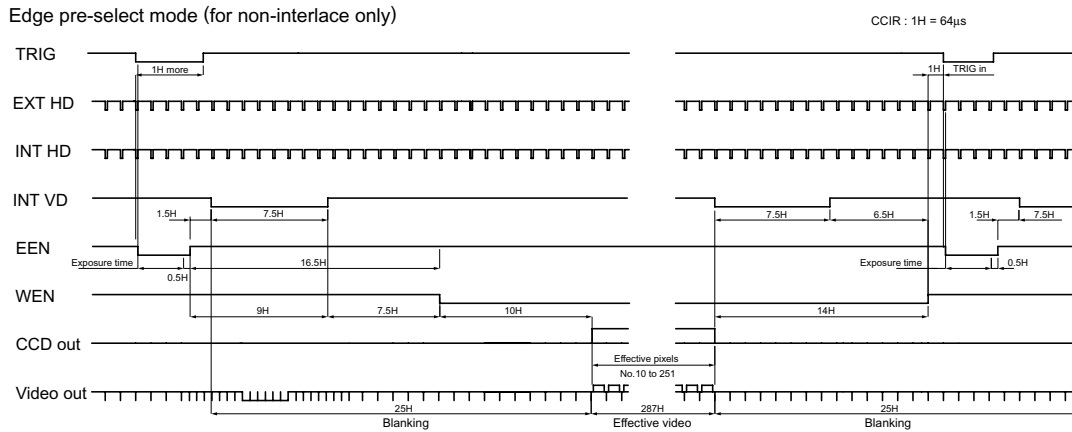 Edge pre-select mode (for non-interlace only)
CCIR : 1H = 64μs
TRIG
1H more
1H
TRIG in
EXT HD
INT HD
INT VD
1.5H
7.5H
7.5H
6.5H
1.5H
7.5H
EEN
Exposure time
0.5H
16.5H
Exposure time
0.5H
WEN
9H
7.5H
10H
14H
CCD out
Effective pixels
No.10 to 251
Video out
25H
287H
25H
Blanking
Effective video
Blanking